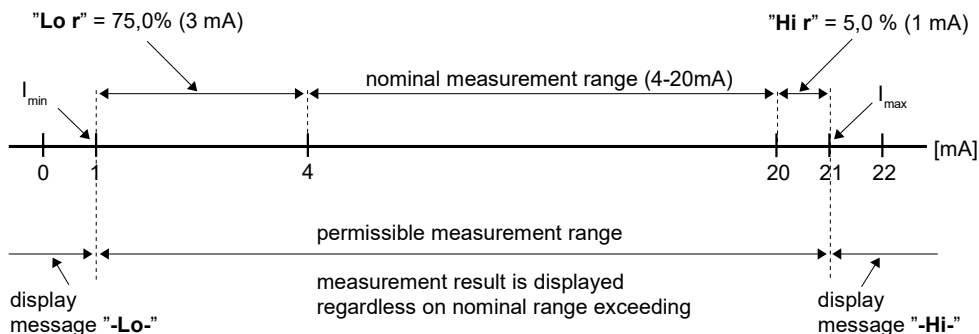 ”Lo r” = 75,0% (3 mA)
”Hi r” = 5,0 % (1 mA)
nominal measurement range (4-20mA)
Imin
Imax
[mA]
0 1 4 20 21 22
permissible measurement range
measurement result is displayed
regardless on nominal range exceeding
display
message ”-Lo-”
display
message ”-Hi-”